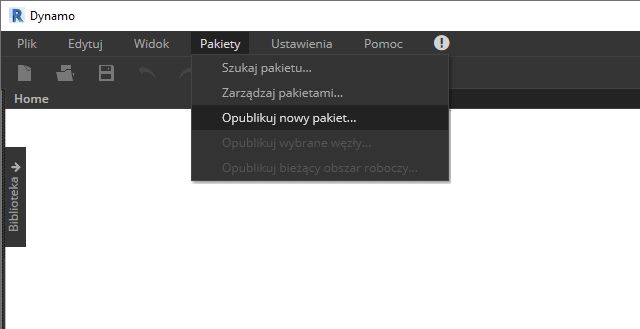 Dynamo
Plik Edytuj Widok Pakiety Ustawienia Pomoc
Szukaj pakietu...
Zarządzaj pakietami...
Home
Opublikuj nowy pakiet...
Opublikuj wybrane węzły...
Opublikuj bieżący obszar roboczy...
Biblioteka